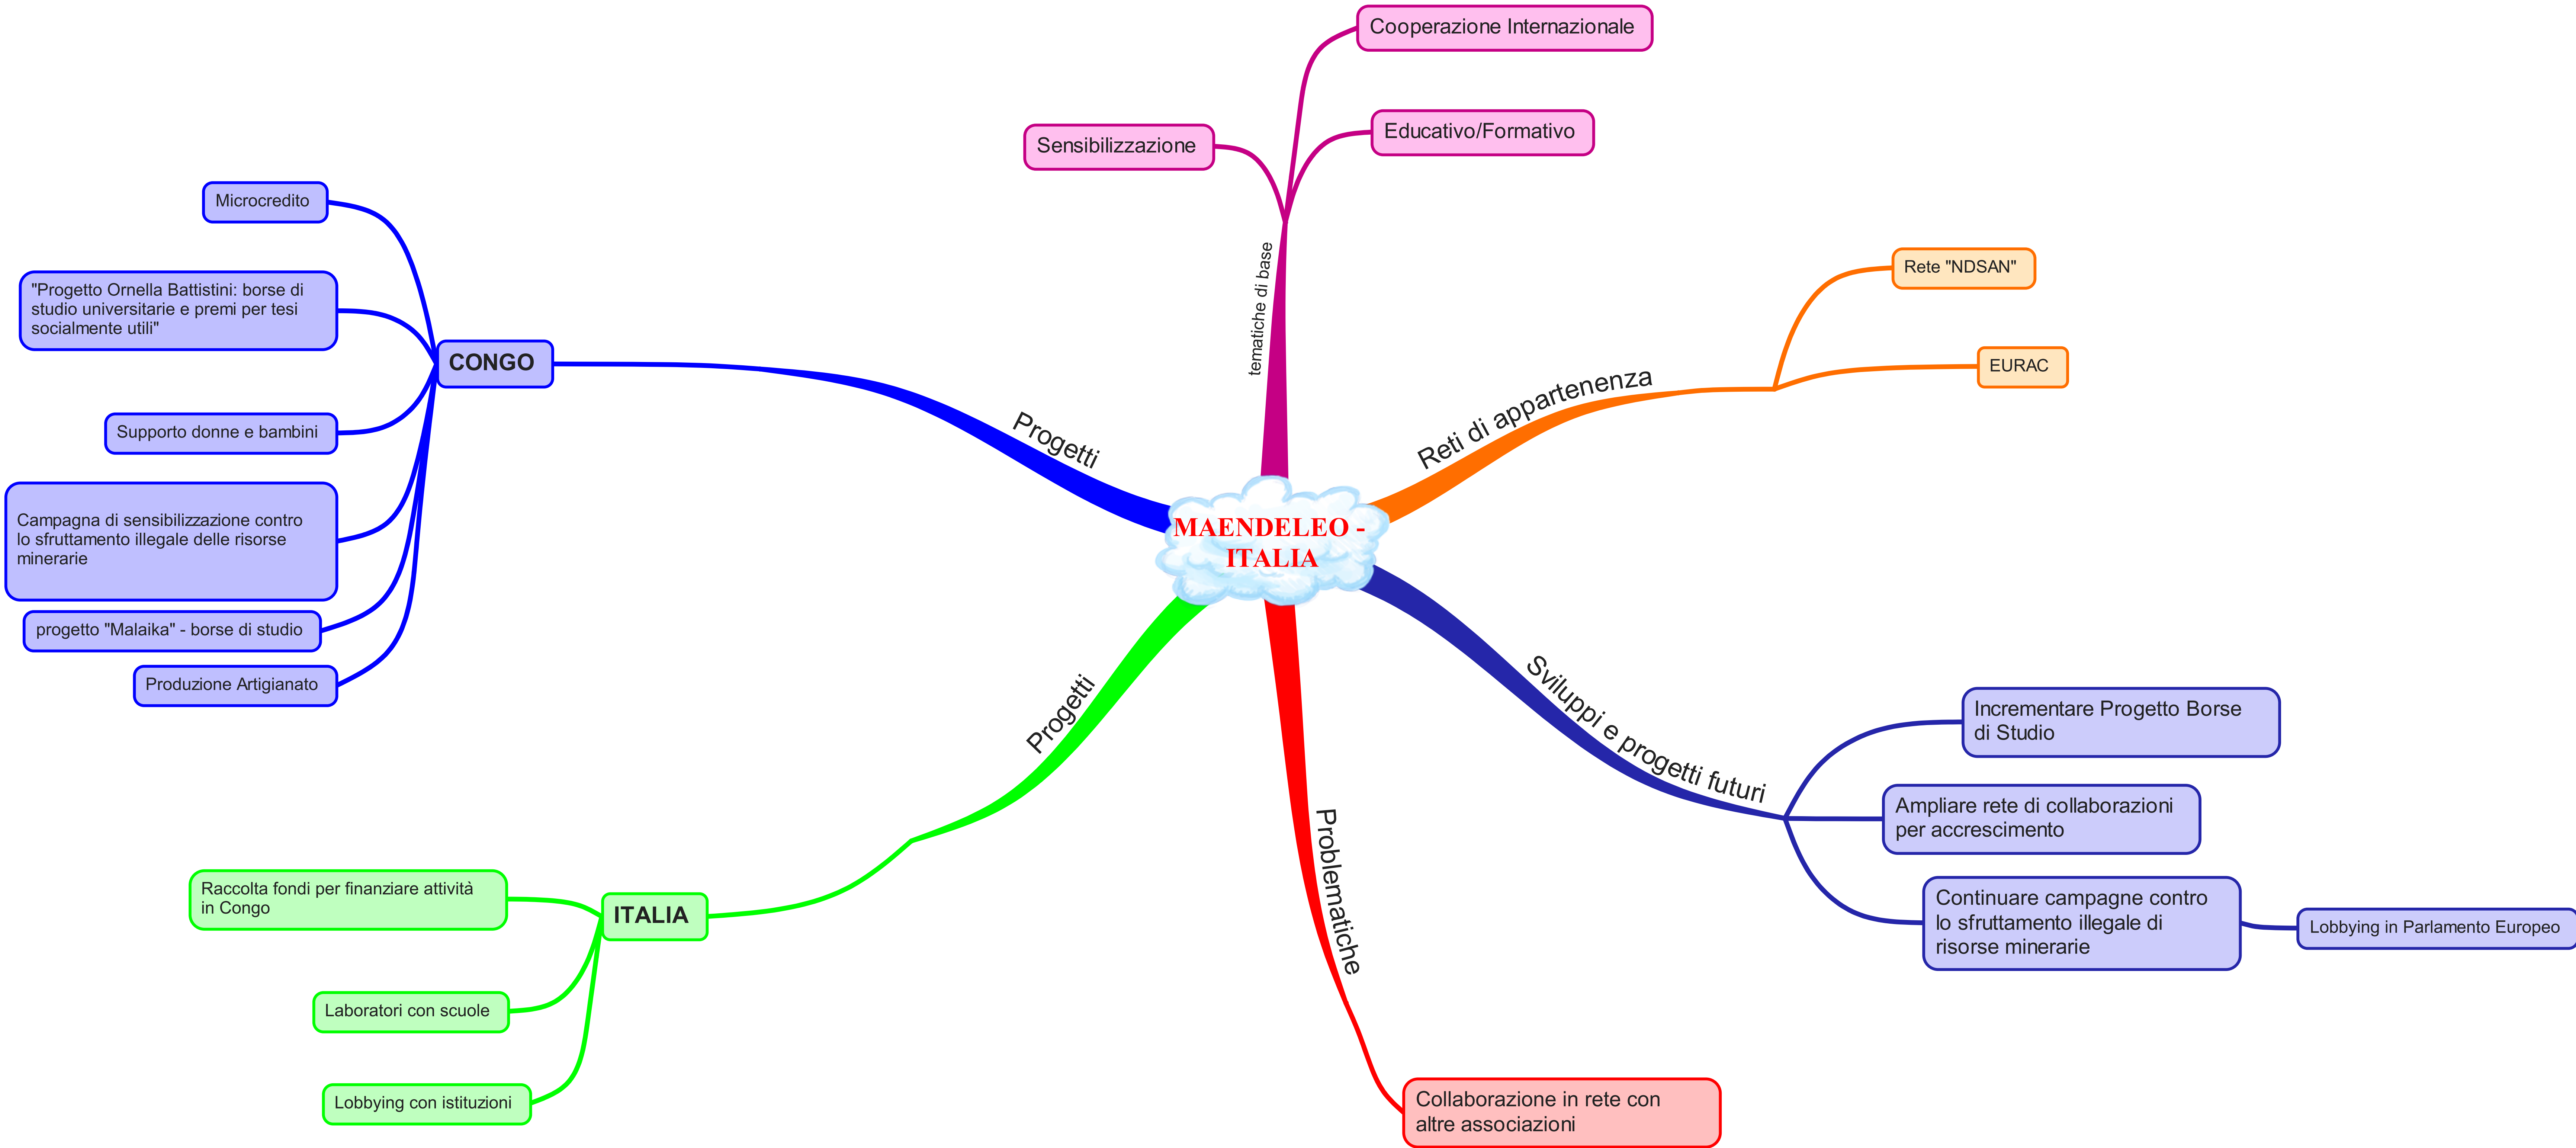 MAENDELEO -
ITALIA
tematiche di base
Cooperazione Internazionale
Educativo/Formativo
Sensibilizzazione
Reti di appartenenza
Rete "NDSAN"
EURAC
Sviluppi e progetti futuri
Incrementare Progetto Borse
di Studio
Ampliare rete di collaborazioni
per accrescimento
Continuare campagne contro
lo sfruttamento illegale di
risorse minerarie
Lobbying in Parlamento Europeo
Problematiche
Collaborazione in rete con
altre associazioni
Progetti
ITALIA
Raccolta fondi per finanziare attività
in Congo
Laboratori con scuole
Lobbying con istituzioni
Progetti
CONGO
Microcredito
"Progetto Ornella Battistini: borse di
studio universitarie e premi per tesi
socialmente utili"
Supporto donne e bambini
Campagna di sensibilizzazione contro
lo sfruttamento illegale delle risorse
minerarie
progetto "Malaika" - borse di studio
Produzione Artigianato